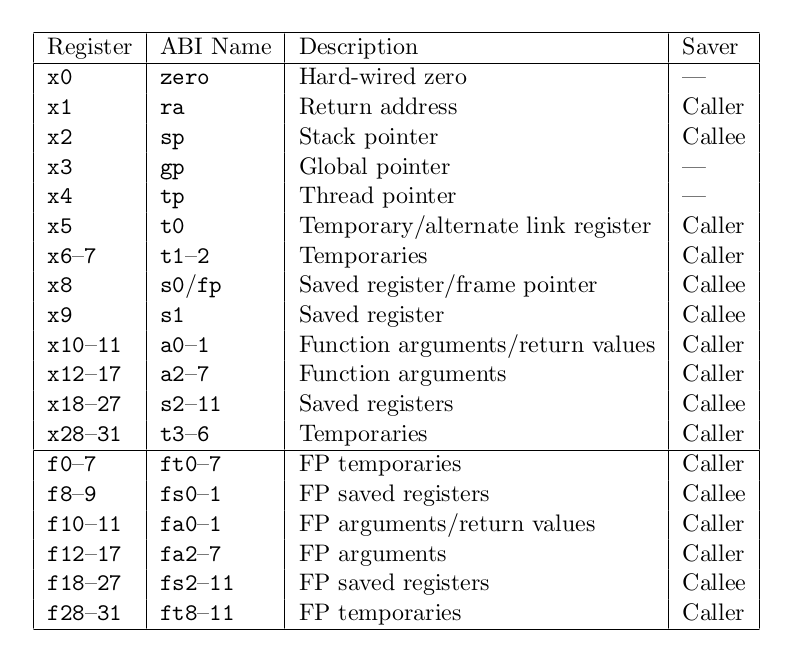 Register ABI Name Description Saver
x0 zero Hard-wired zero —
x1 ra Return address Caller
x2 sp Stack pointer Callee
x3 gp Global pointer —
x4 tp Thread pointer —
x5 t0 Temporary/alternate link register Caller
x6–7 t1–2 Temporaries Caller
x8 s0/fp Saved register/frame pointer Callee
x9 s1 Saved register Callee
x10–11 a0–1 Function arguments/return values Caller
x12–17 a2–7 Function arguments Caller
x18–27 s2–11 Saved registers Callee
x28–31 t3–6 Temporaries Caller
f0–7 ft0–7 FP temporaries Caller
f8–9 fs0–1 FP saved registers Callee
f10–11 fa0–1 FP arguments/return values Caller
f12–17 fa2–7 FP arguments Caller
f18–27 fs2–11 FP saved registers Callee
f28–31 ft8–11 FP temporaries Caller